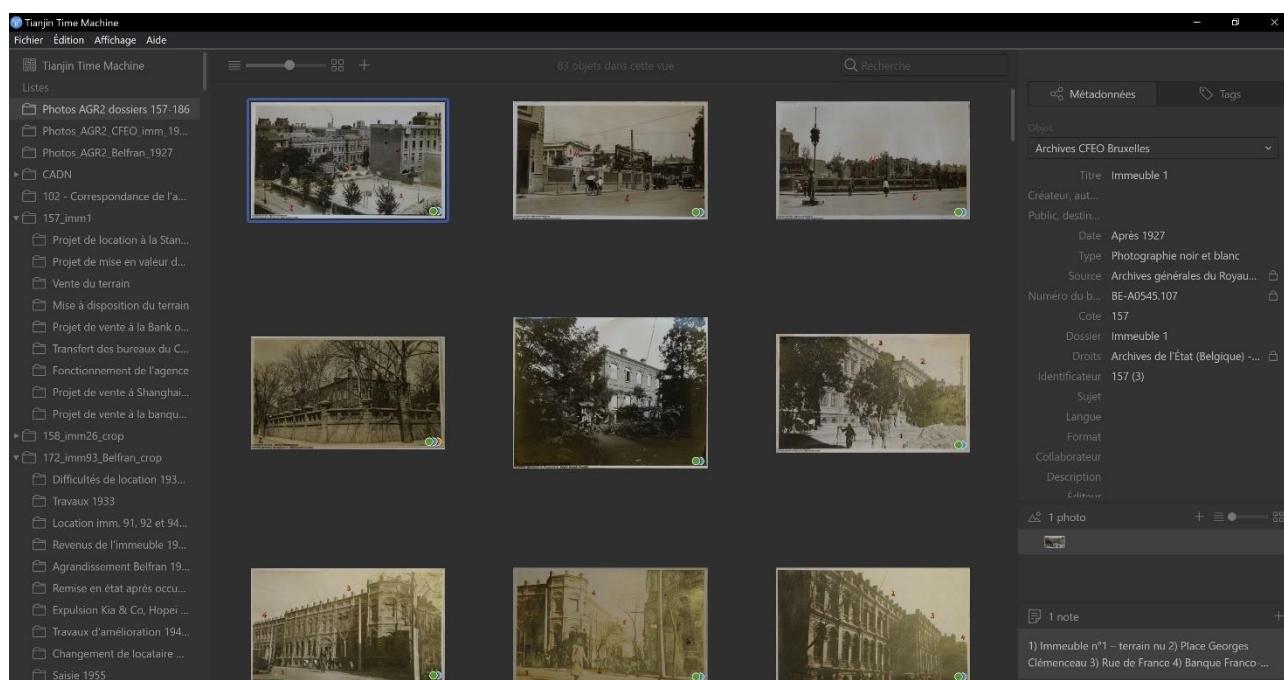 Tianjin Time Machine
Fichier Édition Affichage Aide
Tianjin Time Machine
Listes
Photos AGR2 dossiers 157-186
Photos_AGR2_CFEO_imm_19...
Photos_AGR2_Belfran_1927
CADN
102 - Correspondance de l'a...
157_imm1
Projet de location à la Stan...
Projet de mise en valeur d...
Vente du terrain
Mise à disposition du terrain
Projet de vente à la Bank o...
Transfert des bureaux du C...
Fonctionnement de l'agence
Projet de vente à Shanghai...
Projet de vente à la banqu...
158_imm26_crop
172_imm93_Belfran_crop
Difficultés de location 193...
Travaux 1933
Location imm. 91, 92 et 94...
Revenus de l'immeuble 19...
Agrandissement Belfran 19...
Remise en état après occu...
Expulsion Kia & Co, Hopei ...
Travaux d'amélioration 194...
Changement de locataire ...
Saisie 1955
83 objets dans cette vue
Recherche
Métadonnées Tags
Objet
Archives CFEO Bruxelles
Titre Immeuble 1
Créateur, aut...
Public, destin...
Date Après 1927
Type Photographie noir et blanc
Source Archives générales du Royau...
Numéro du b... BE-A0545.107
Cote 157
Dossier Immeuble 1
Droits Archives de l'État (Belgique) -...
Identificateur 157 (3)
Sujet
Langue
Format
Collaborateur
Description
Éditeur
1 photo
1 note
1) Immeuble n°1 – terrain nu 2) Place Georges
Clémenceau 3) Rue de France 4) Banque Franco-...